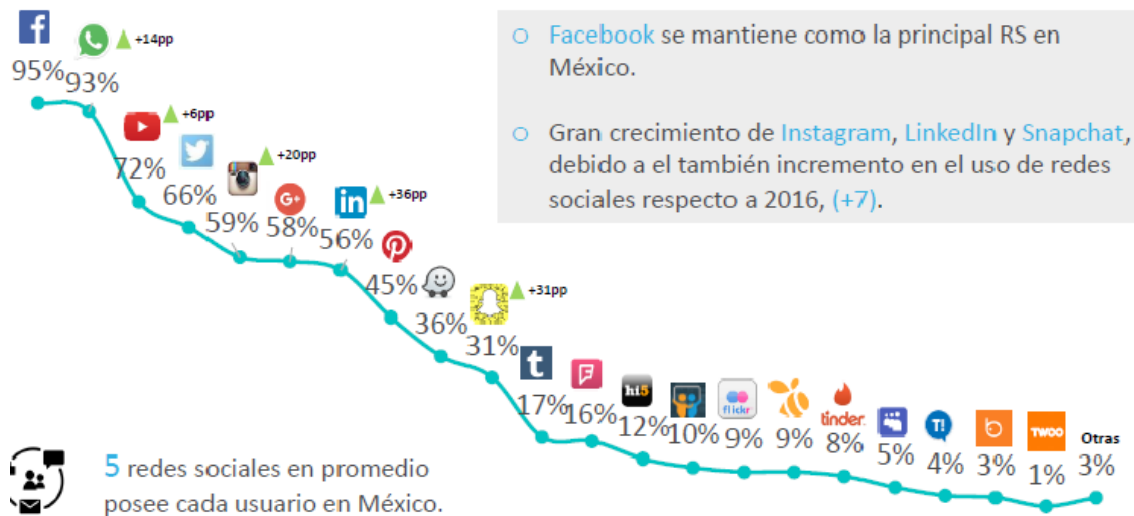 +14pp
95%
93%
+6pp
72%
66%
+20pp
59%
G+
58%
in
+36pp
56%
45%
36%
+31pp
31%
t
17%
16%
hi5
12%
10%
flickr
9%
9%
tinder
8%
5%
T!
4%
b
3%
TWOO
1%
Otras
3%
Facebook se mantiene como la principal RS en
México.
Gran crecimiento de Instagram, LinkedIn y Snapchat,
debido a el también incremento en el uso de redes
sociales respecto a 2016, (+7).
5 redes sociales en promedio
posee cada usuario en México.